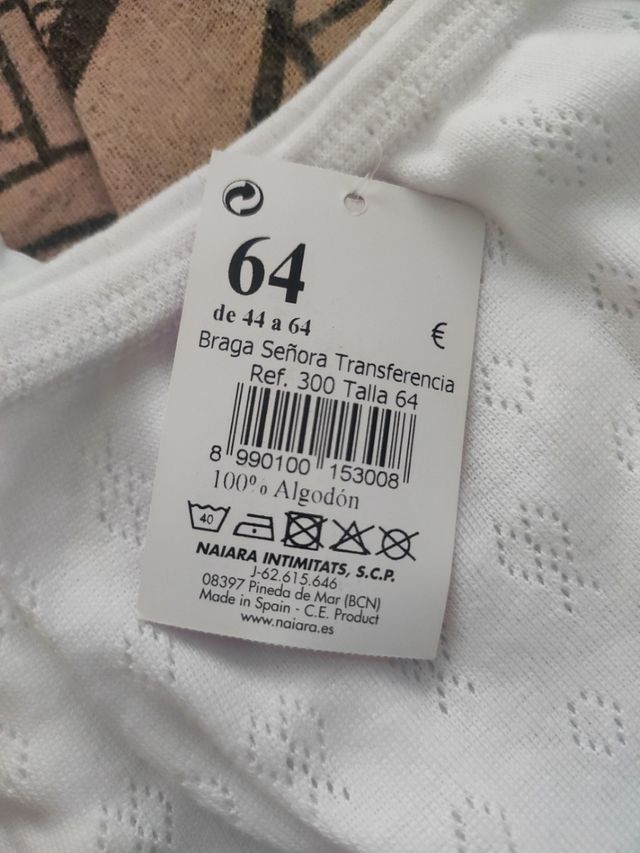 64
de 44 a 64
€
Braga Señora Transferencia
Ref. 300 Talla 64
8 990100 153008
100% Algodón
40
NAIARA INTIMITATS, S.C.P.
J-62.615.646
08397 Pineda de Mar (BCN)
Made in Spain - C.E. Product
www.naiara.es